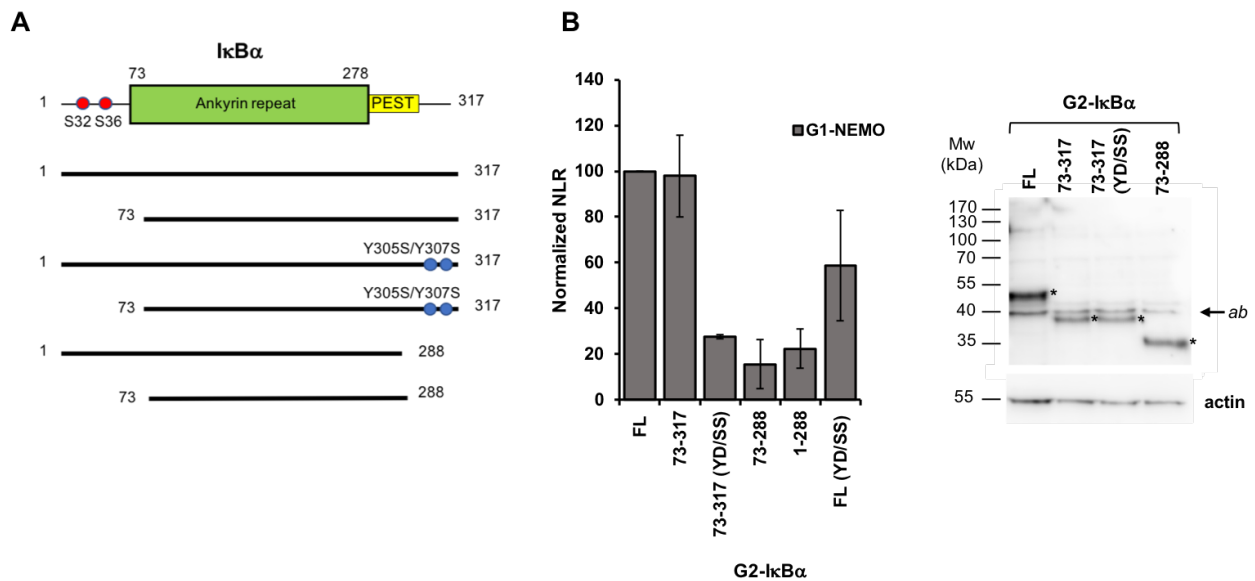 A
IκBα
73
278
1
Ankyrin repeat
PEST
317
S32 S36
1
317
73
317
Y305S/Y307S
1
317
Y305S/Y307S
73
317
1
288
73
288
B
140
120
100
80
60
40
20
0
Normalized NLR
G1-NEMO
FL
73-317
73-317 (YD/SS)
73-288
1-288
FL (YD/SS)
G2-IκBα
G2-IκBα
Mw
(kDa)
FL
73-317
73-317
(YD/SS)
73-288
170
130
100
70
55
40
35
*
*
*
*
ab
55
actin